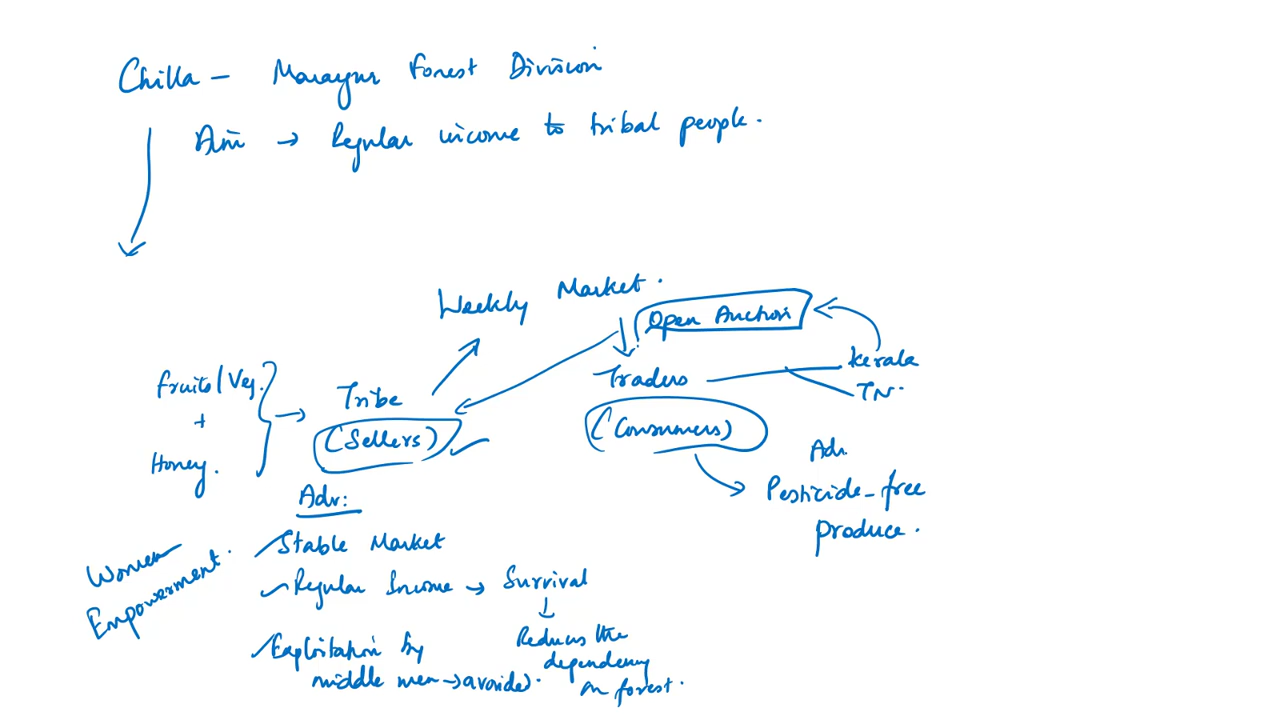 Chilla - Marayur Forest Division
Aim → Regular income to tribal people.
Weekly Market.
Open Auction
Kerala
TN.
Traders
(Consumers)
Adv.
Pesticide-free
produce.
Fruits/Veg.
+
Honey.
→ Tribe
(Sellers)
Adv:
Stable Market
Regular Income → Survival
Reduces the
dependency
on forest.
Exploitation by
middle men → avoided.
Women
Empowerment.